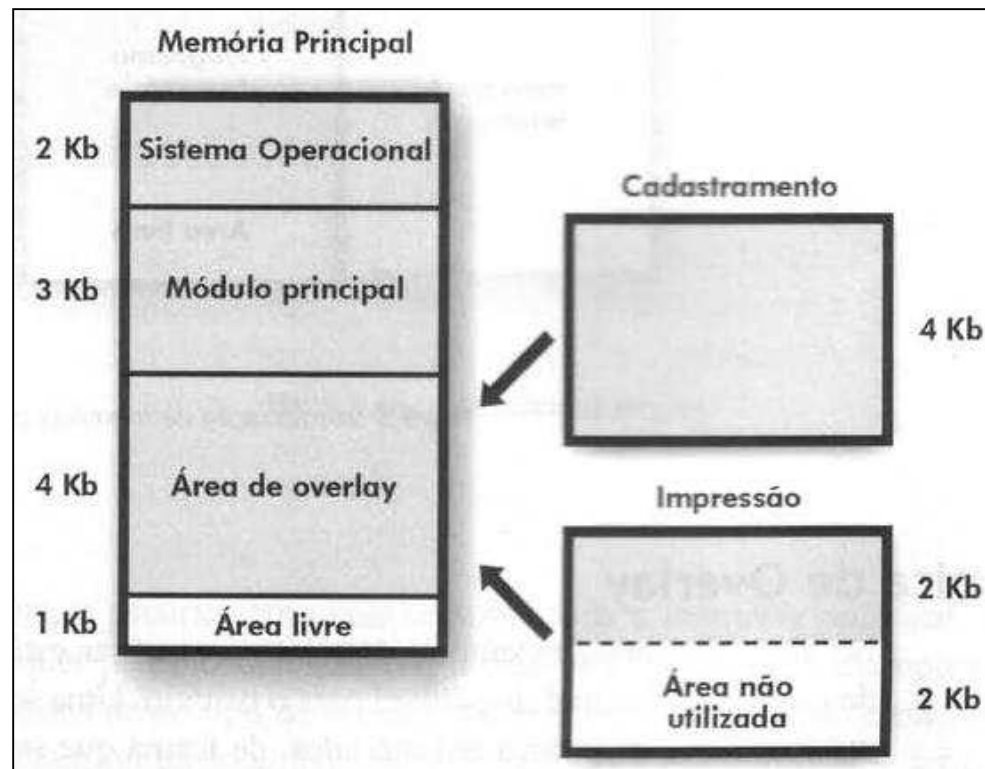 Memória Principal
2 Kb
Sistema Operacional
3 Kb
Módulo principal
4 Kb
Área de overlay
1 Kb
Área livre
Cadastramento
4 Kb
Impressão
2 Kb
Área não
utilizada
2 Kb